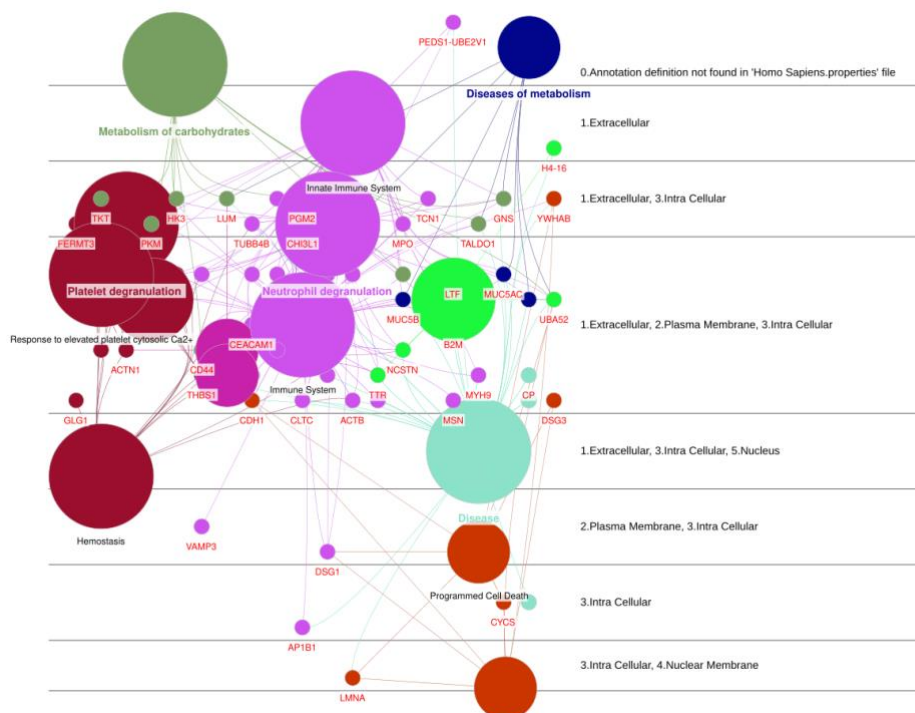 PEDS1-UBE2V1
0.Annotation definition not found in 'Homo Sapiens.properties' file
Diseases of metabolism
Metabolism of carbohydrates
1.Extracellular
H4-16
Innate Immune System
1.Extracellular, 3.Intra Cellular
TKT
HK3
LUM
PGM2
TCN1
GNS
YWHAB
FERMT3
PKM
TUBB4B
CHI3L1
MPO
TALDO1
Platelet degranulation
Neutrophil degranulation
LTF
MUC5AC
MUC5B
UBA52
1.Extracellular, 2.Plasma Membrane, 3.Intra Cellular
Response to elevated platelet cytosolic Ca2+
CEACAM1
B2M
ACTN1
CD44
NCSTN
Immune System
THBS1
TTR
MYH9
CP
GLG1
CDH1
CLTC
ACTB
MSN
DSG3
1.Extracellular, 3.Intra Cellular, 5.Nucleus
Disease
Hemostasis
VAMP3
2.Plasma Membrane, 3.Intra Cellular
DSG1
Programmed Cell Death
3.Intra Cellular
CYCS
AP1B1
3.Intra Cellular, 4.Nuclear Membrane
LMNA